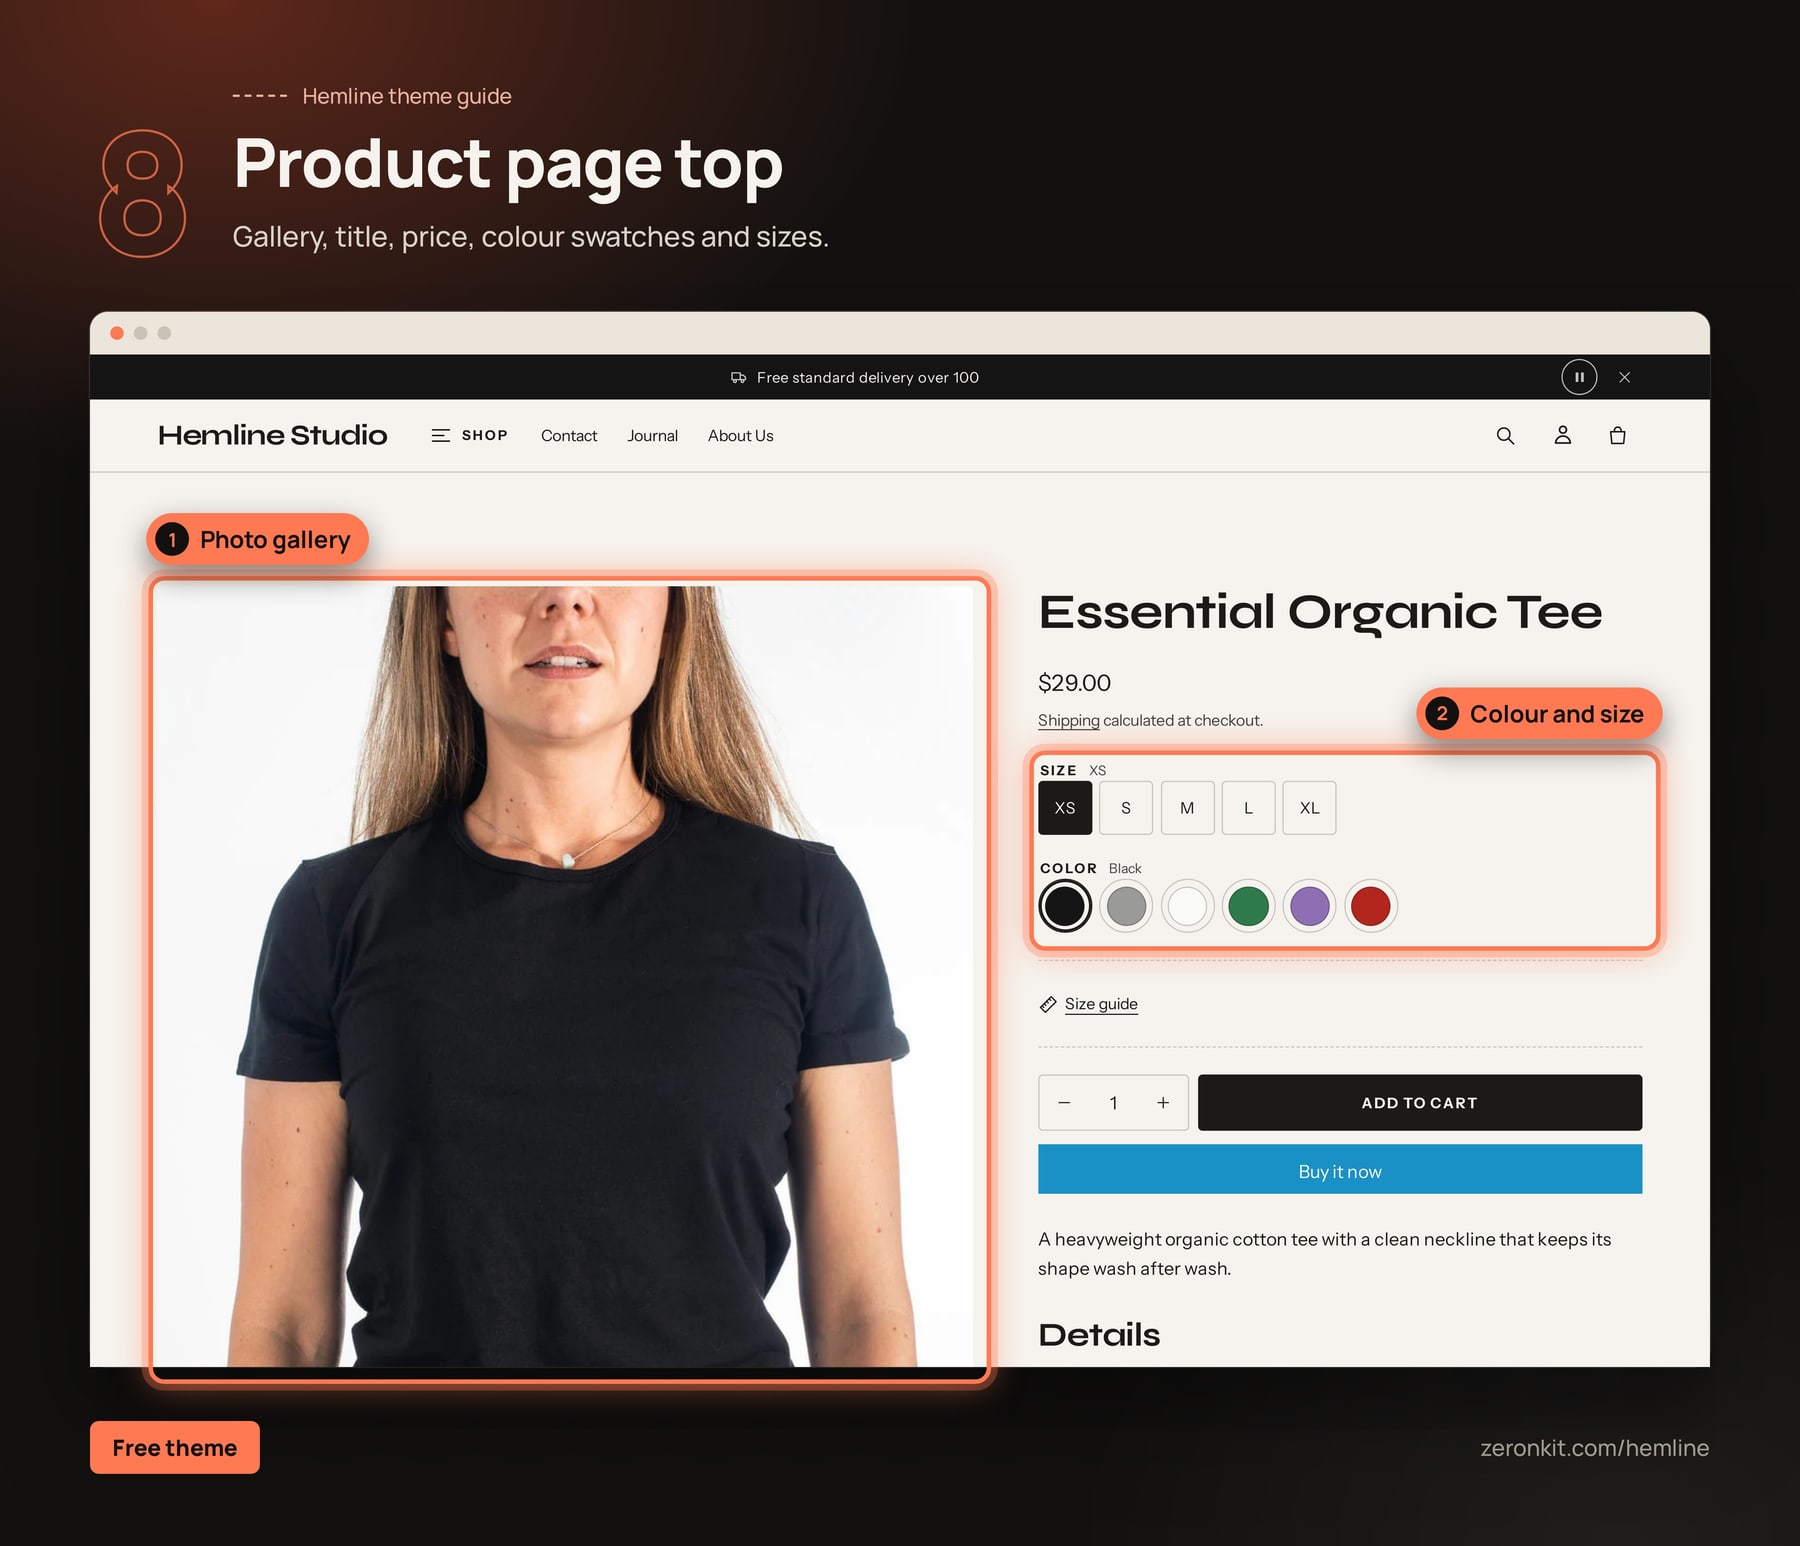 Hemline theme guide
8
Product page top
Gallery, title, price, colour swatches and sizes.
Free standard delivery over 100
Hemline Studio
SHOP
Contact
Journal
About Us
1 Photo gallery
Essential Organic Tee
$29.00
Shipping calculated at checkout.
2 Colour and size
SIZE XS
XS S M L XL
COLOR Black
Size guide
− 1 +
ADD TO CART
Buy it now
A heavyweight organic cotton tee with a clean neckline that keeps its
shape wash after wash.
Details
Free theme
zeronkit.com/hemline